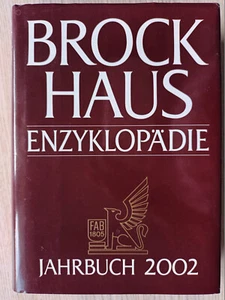 BROCK
HAUS
ENZYKLOPÄDIE
FAB
1805
JAHRBUCH 2002